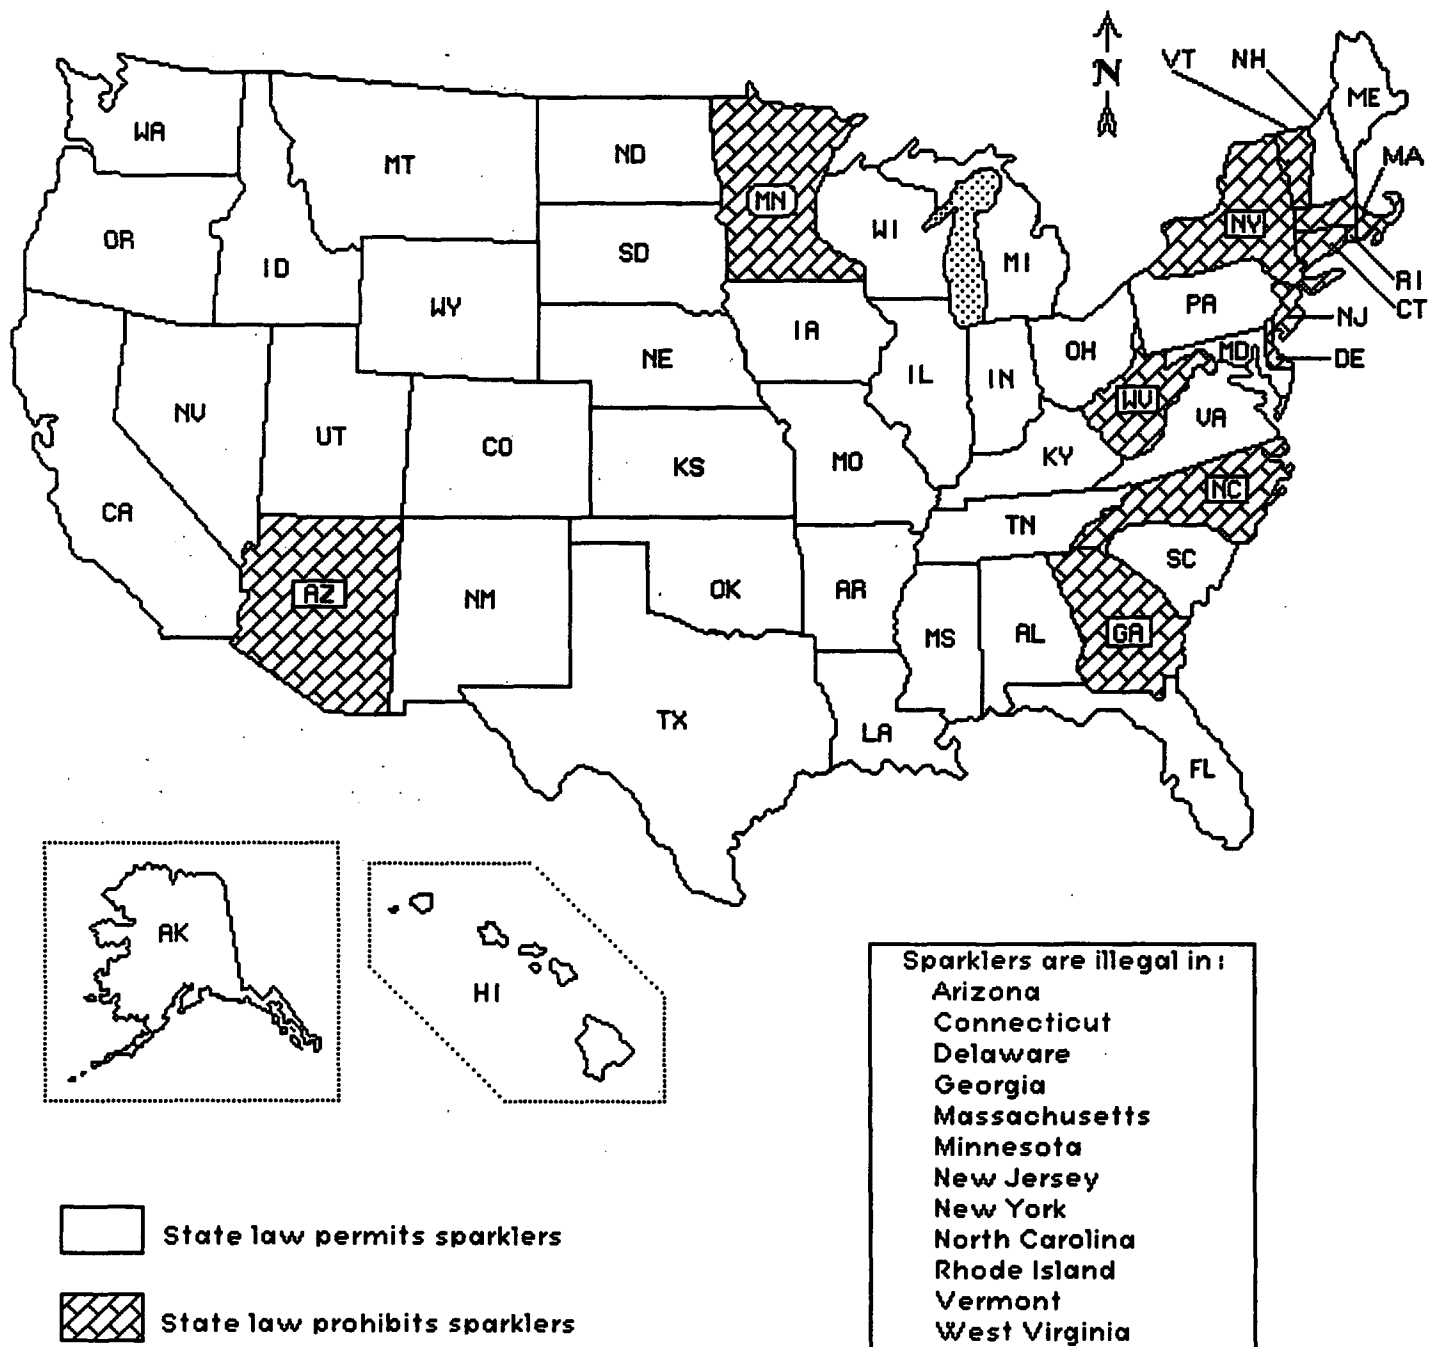 N
VT
NH
ME
MA
WA
MT
ND
MN
OR
ID
SD
WI
MI
NY
RI
CT
WY
PA
NJ
IA
NE
OH
MD
DE
IL
IN
NV
UT
CO
WV
VA
KS
MO
KY
CA
NC
TN
SC
AZ
NM
OK
AR
MS
AL
GA
TX
LA
FL
AK
HI
Sparklers are illegal in:
Arizona
Connecticut
Delaware
Georgia
Massachusetts
Minnesota
New Jersey
New York
North Carolina
Rhode Island
Vermont
West Virginia
State law permits sparklers
State law prohibits sparklers